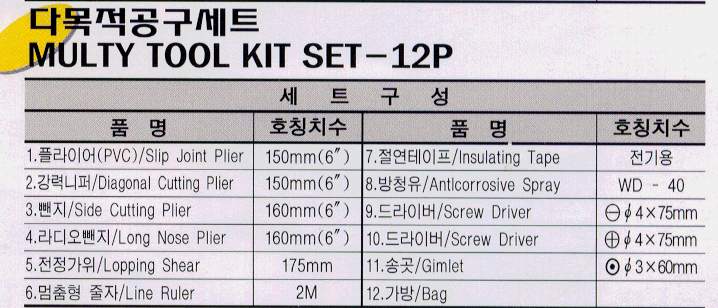 다목적공구세트
MULTY TOOL KIT SET-12P
세 트 구 성
품 명 호칭치수 품 명 호칭치수
1.플라이어(PVC)/Slip Joint Plier 150mm(6″) 7.절연테이프/Insulating Tape 전기용
2.강력니퍼/Diagonal Cutting Plier 150mm(6″) 8.방청유/Anticorrosive Spray WD - 40
3.뺀지/Side Cutting Plier 160mm(6″) 9.드라이버/Screw Driver ⊖ϕ4×75mm
4.라디오뺀지/Long Nose Plier 160mm(6″) 10.드라이버/Screw Driver ⊕ϕ4×75mm
5.전정가위/Lopping Shear 175mm 11.송곳/Gimlet ⊙ϕ3×60mm
6.멈춤형 줄자/Line Ruler 2M 12.가방/Bag